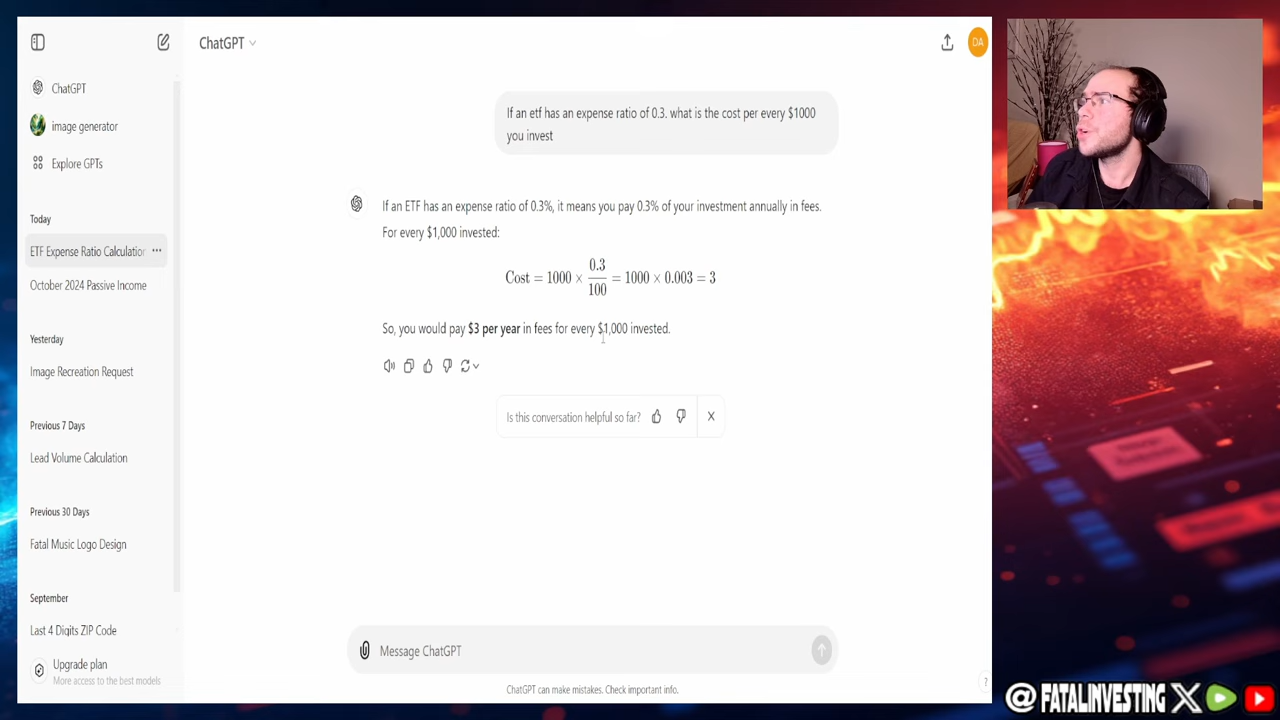 ChatGPT
DA
ChatGPT
image generator
Explore GPTs
Today
ETF Expense Ratio Calculation
October 2024 Passive Income
Yesterday
Image Recreation Request
Previous 7 Days
Lead Volume Calculation
Previous 30 Days
Fatal Music Logo Design
September
Last 4 Digits ZIP Code
Upgrade plan
More access to the best models
If an etf has an expense ratio of 0.3. what is the cost per every $1000
you invest
If an ETF has an expense ratio of 0.3%, it means you pay 0.3% of your investment annually in fees.
For every $1,000 invested:
Cost = 1000 × 0.3/100 = 1000 × 0.003 = 3
So, you would pay $3 per year in fees for every $1,000 invested.
Is this conversation helpful so far?
X
Message ChatGPT
ChatGPT can make mistakes. Check important info.
?
@FATALINVESTING X